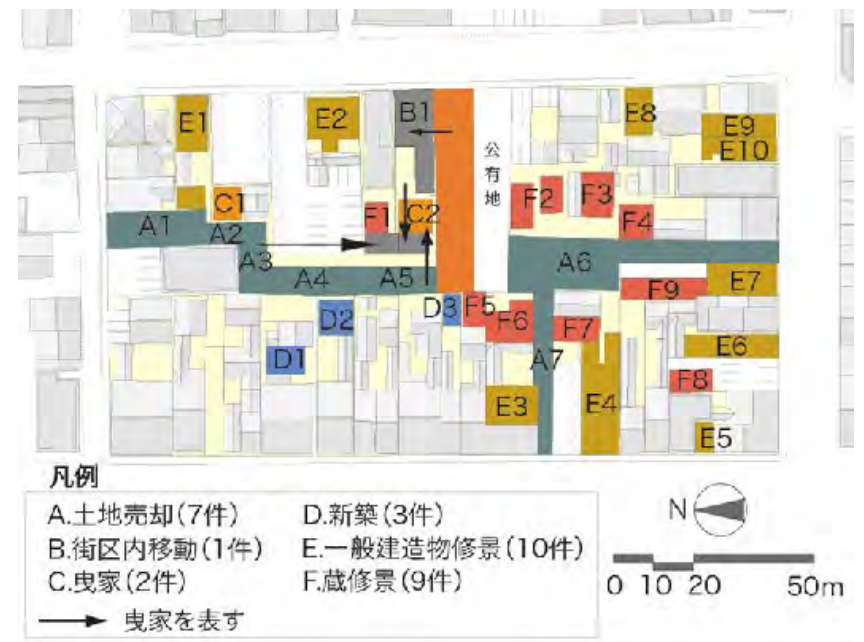 E1
E2
B1
E8
E9
E10
公有地
C1
F1
C2
F2
F3
F4
A1
A2
A3
A4
A5
A6
E7
F9
D3
F5
F6
F7
D2
D1
A7
E6
F8
E3
E4
E5
凡例
A.土地売却(7件)
D.新築(3件)
B.街区内移動(1件)
E.一般建造物修景(10件)
C.曳家(2件)
F.蔵修景(9件)
曳家を表す
N
0 10 20 50m